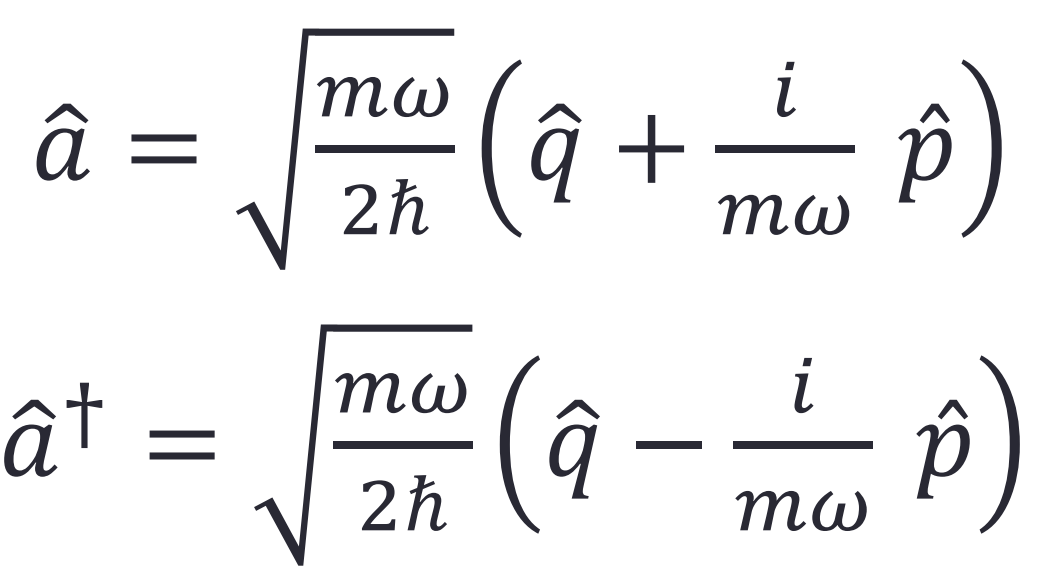 â = √(mω/2ħ) (q̂ + i/mω p̂)
â† = √(mω/2ħ) (q̂ − i/mω p̂)